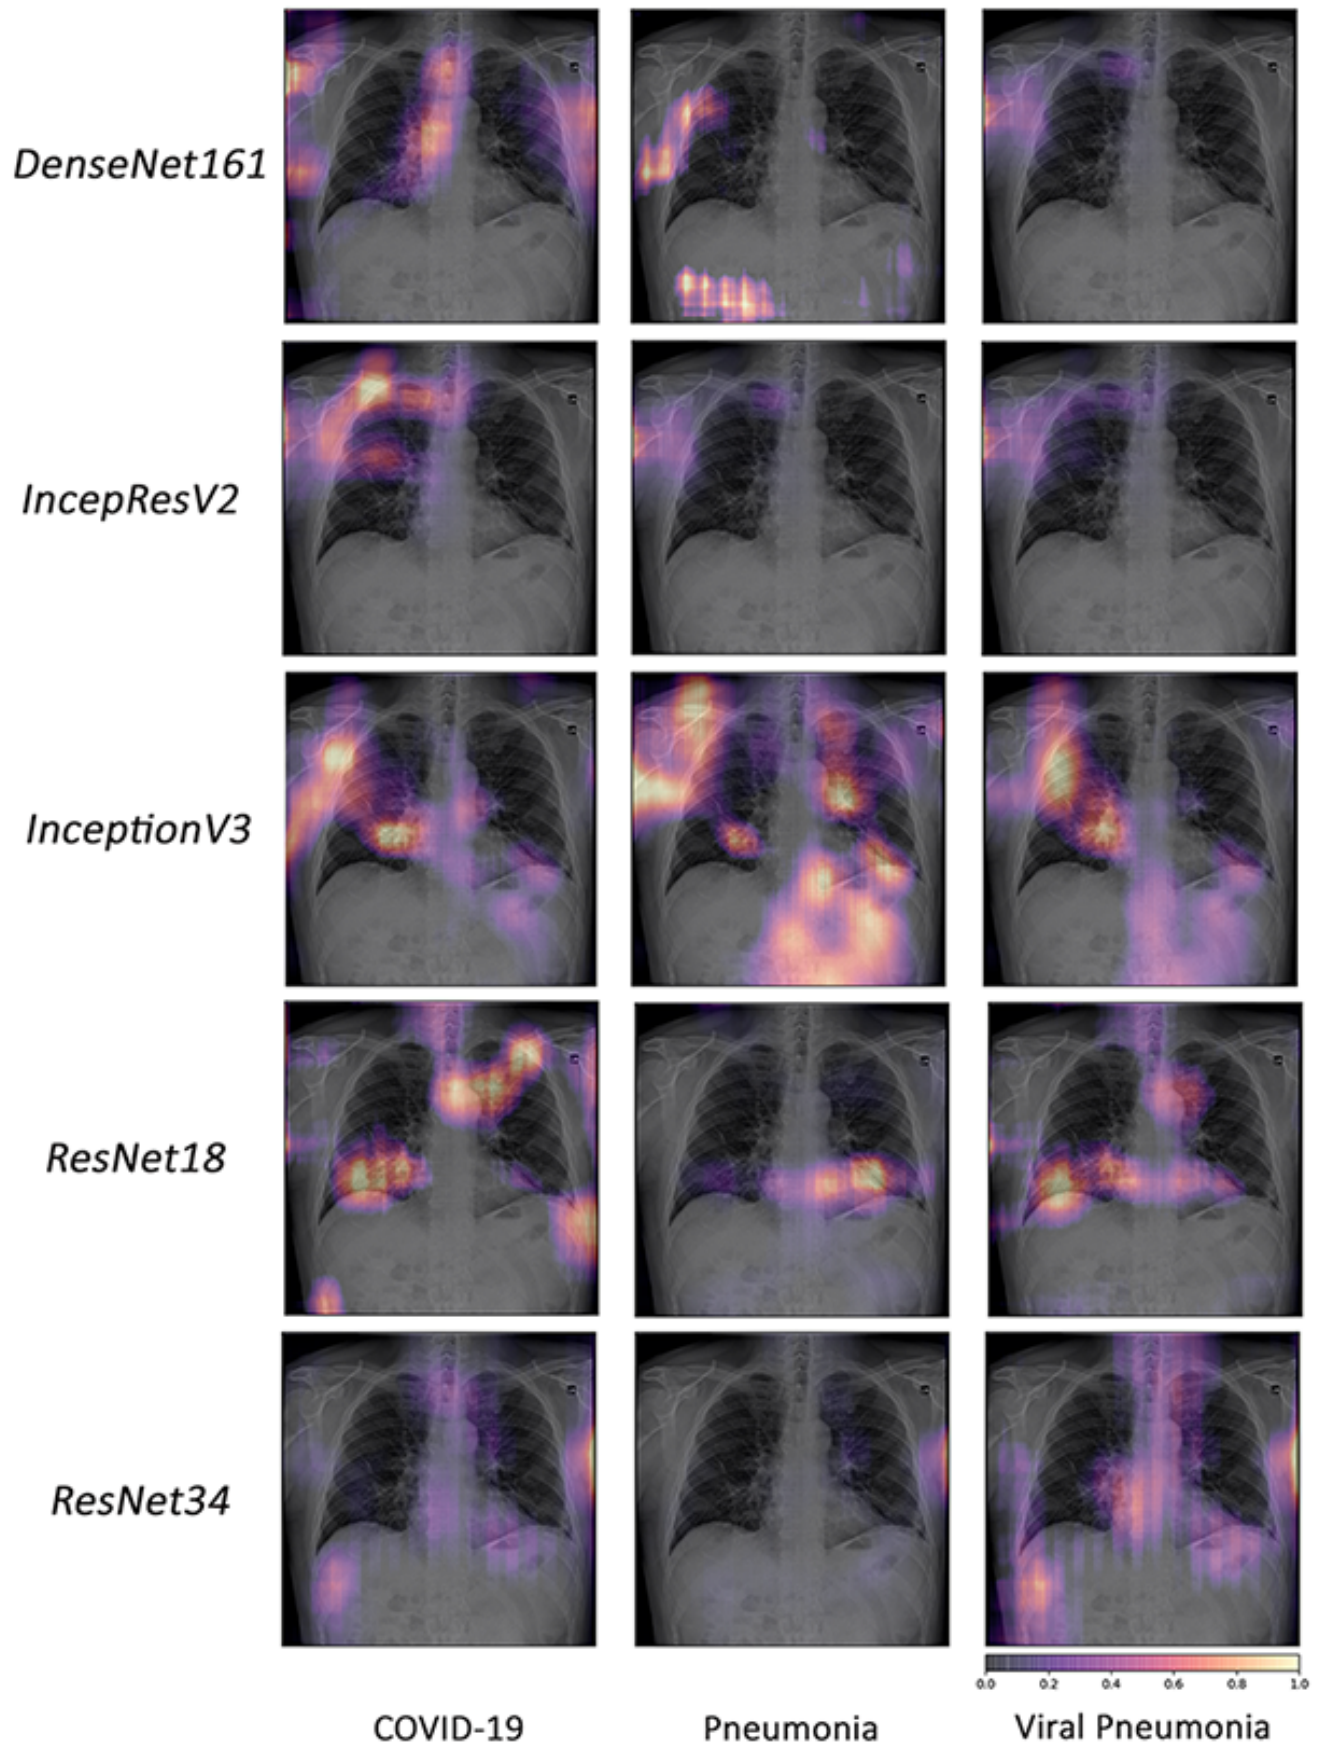 DenseNet161
IncepResV2
InceptionV3
ResNet18
ResNet34
0.0 0.2 0.4 0.6 0.8 1.0
COVID-19 Pneumonia Viral Pneumonia